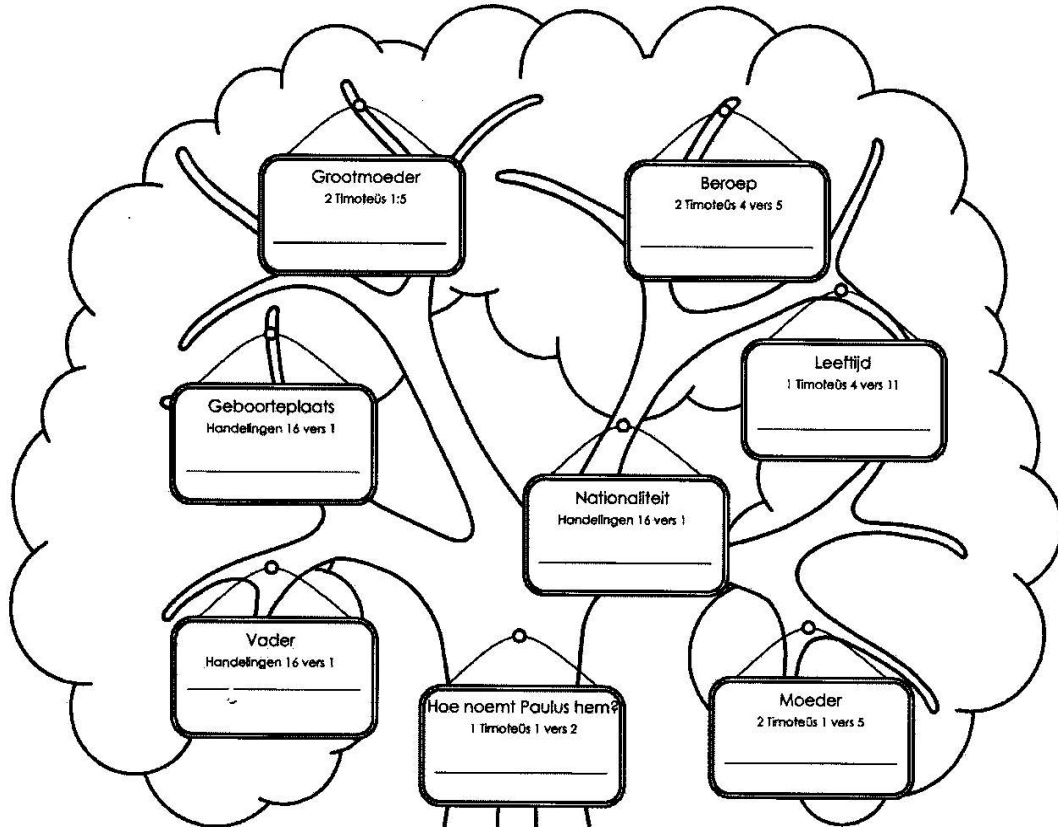 Grootmoeder
2 Timoteüs 1:5
Beroep
2 Timoteüs 4 vers 5
Leeftijd
1 Timoteüs 4 vers 11
Geboorteplaats
Handelingen 16 vers 1
Nationaliteit
Handelingen 16 vers 1
Vader
Handelingen 16 vers 1
Hoe noemt Paulus hem?
1 Timoteüs 1 vers 2
Moeder
2 Timoteüs 1 vers 5